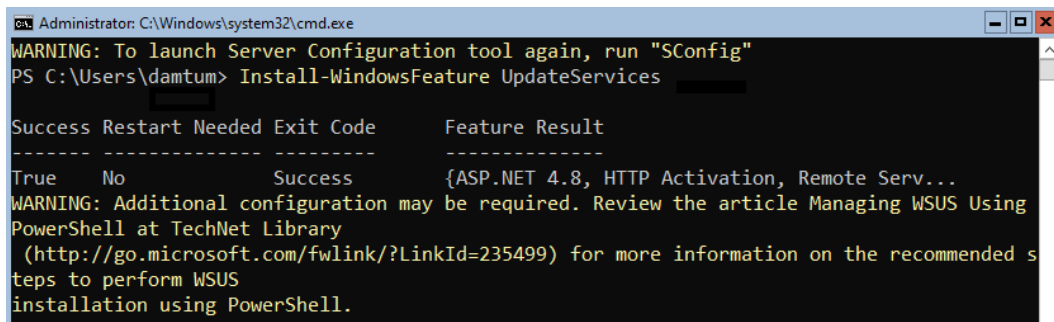 Administrator: C:\Windows\system32\cmd.exe
WARNING: To launch Server Configuration tool again, run "SConfig"
PS C:\Users\damtum> Install-WindowsFeature UpdateServices
Success Restart Needed Exit Code      Feature Result
------- -------------- ---------      --------------
True    No             Success        {ASP.NET 4.8, HTTP Activation, Remote Serv...
WARNING: Additional configuration may be required. Review the article Managing WSUS Using
PowerShell at TechNet Library
(http://go.microsoft.com/fwlink/?LinkId=235499) for more information on the recommended s
teps to perform WSUS
installation using PowerShell.